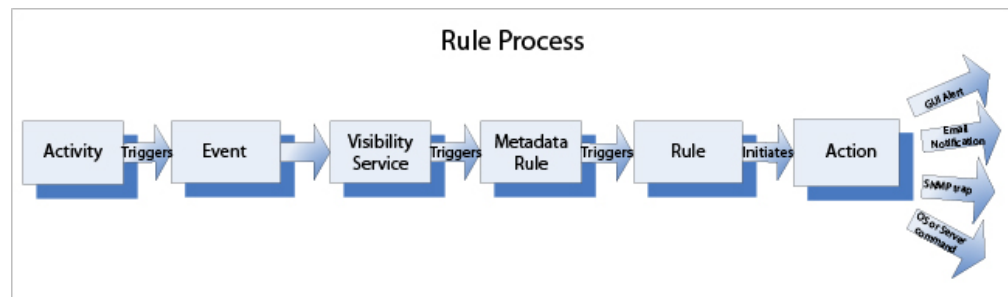 Rule Process
Activity
Triggers
Event
Visibility
Service
Triggers
Metadada
Rule
Triggers
Rule
Initiates
Action
GUI Alert
Email
Notification
SNMP trap
OS or Server
command